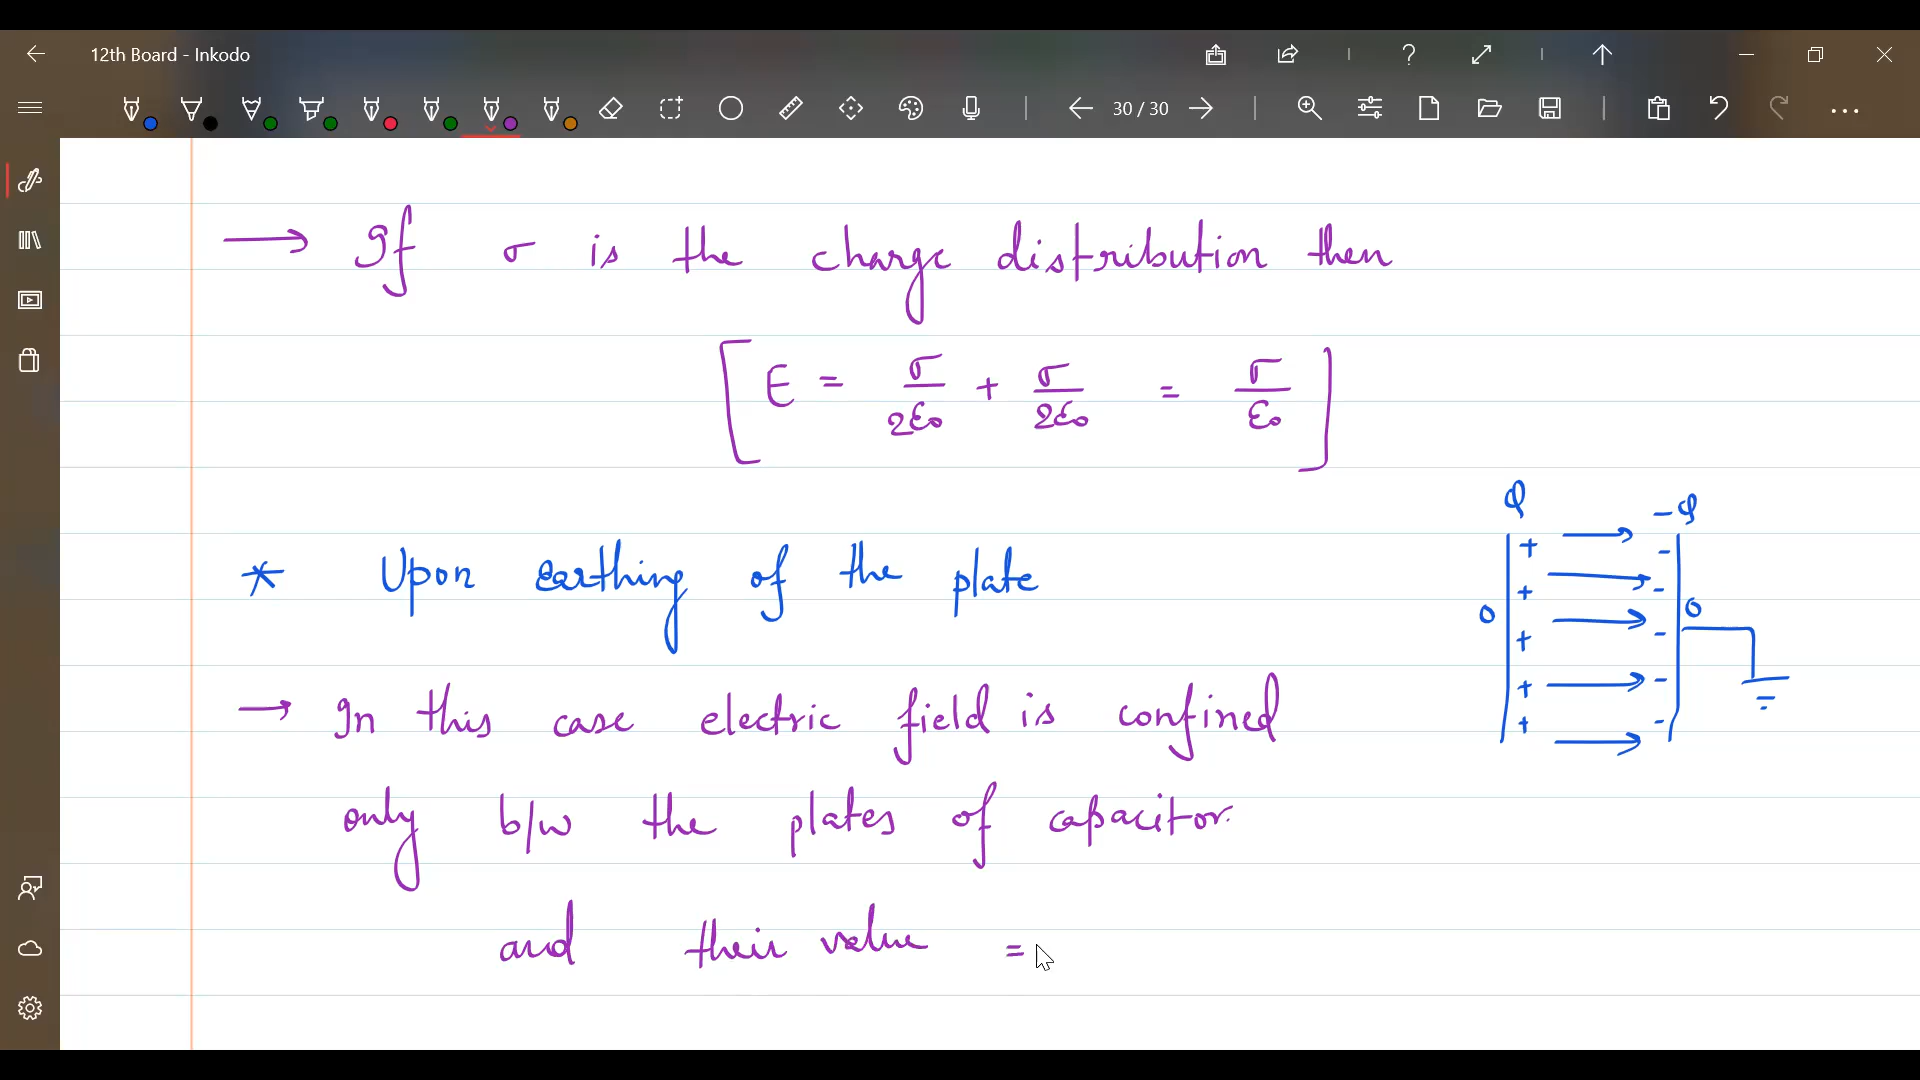 12th Board - Inkodo
30 / 30
→ If σ is the charge distribution then
[E = σ/2ε₀ + σ/2ε₀ = σ/ε₀]
Q -Q
+ -
+ -
0 + - 0
+ -
+ -
* Upon Earthing of the plate
→ In this case electric field is confined
only b/w the plates of capacitor.
and their value =